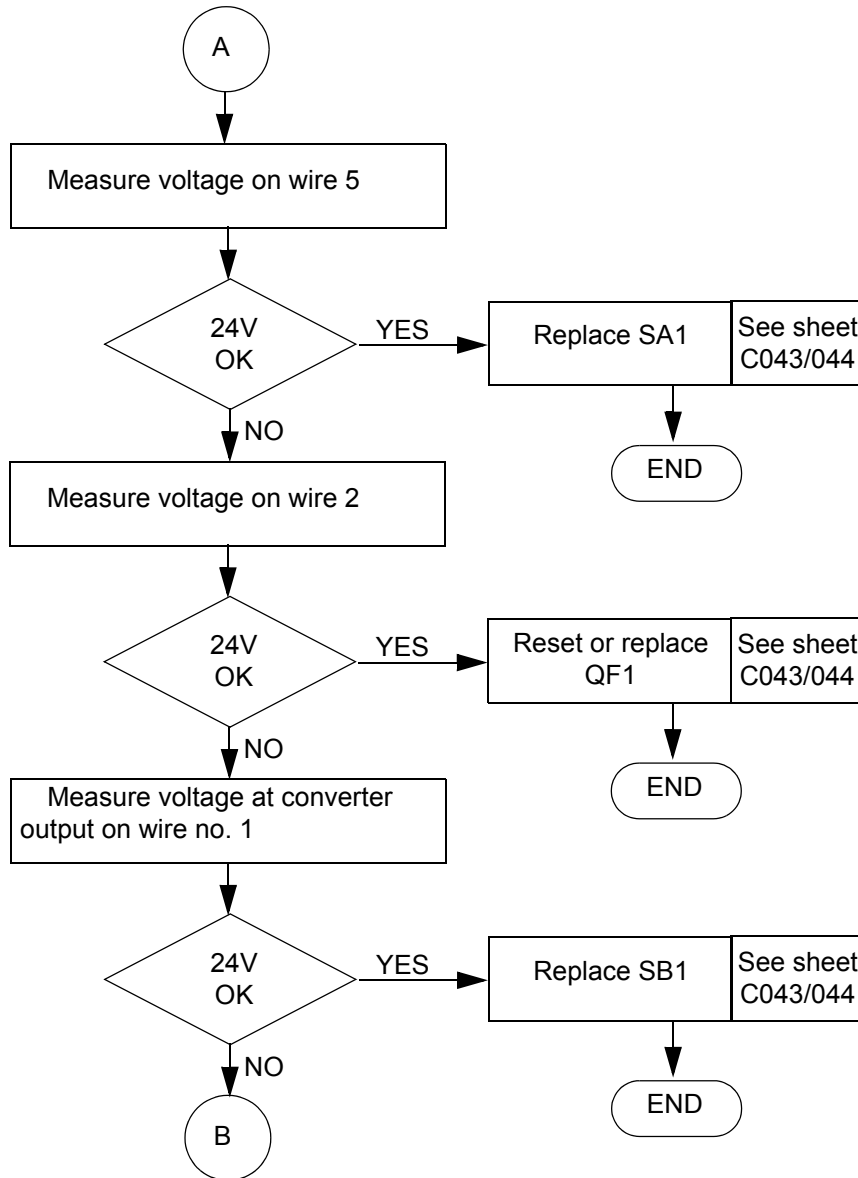 A
Measure voltage on wire 5
24V
OK
YES
Replace SA1
See sheet
C043/044
END
NO
Measure voltage on wire 2
24V
OK
YES
Reset or replace
QF1
See sheet
C043/044
END
NO
Measure voltage at converter
output on wire no. 1
24V
OK
YES
Replace SB1
See sheet
C043/044
END
NO
B